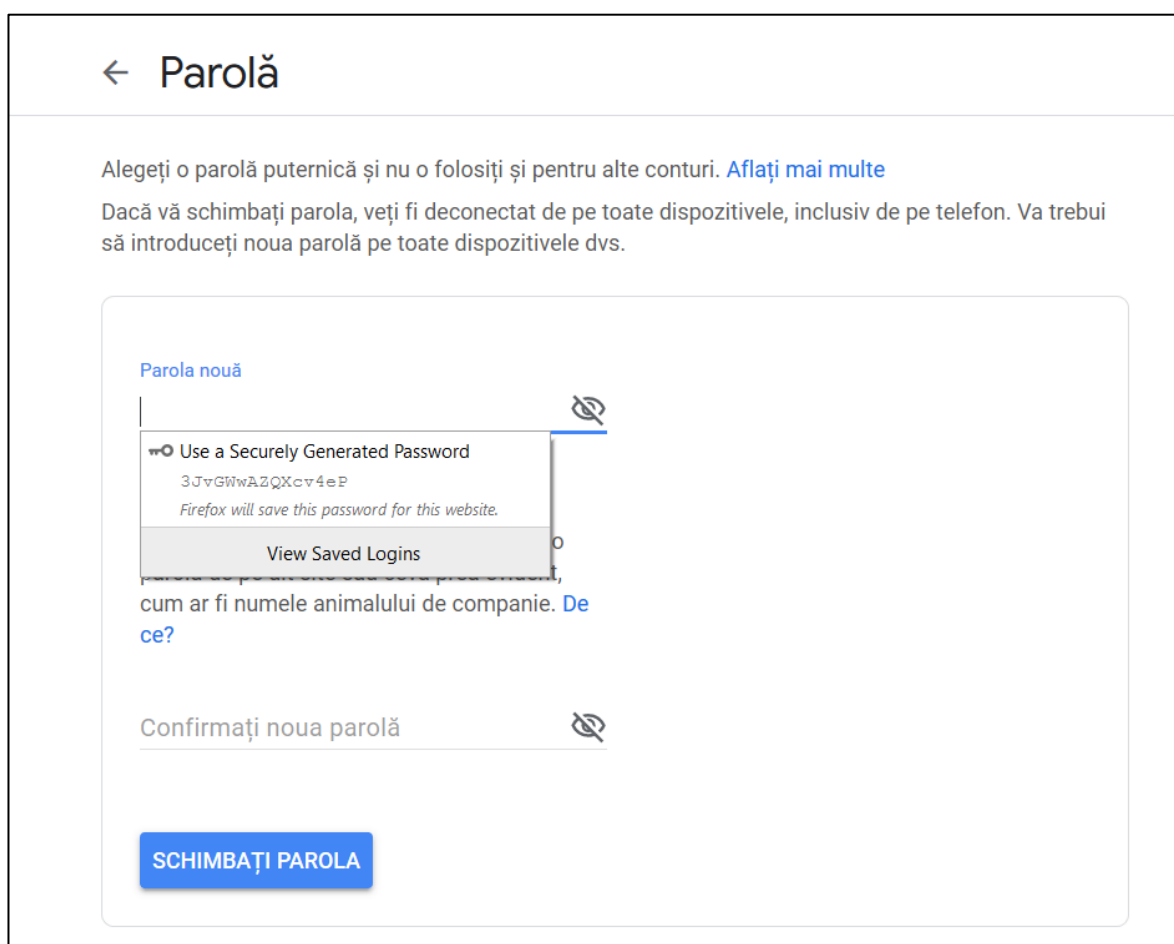 Parolă
Alegeți o parolă puternică și nu o folosiți și pentru alte conturi. Aflați mai multe
Dacă vă schimbați parola, veți fi deconectat de pe toate dispozitivele, inclusiv de pe telefon. Va trebui
să introduceți noua parolă pe toate dispozitivele dvs.
Parola nouă
Use a Securely Generated Password
3JvGWwAZQXcv4eP
Firefox will save this password for this website.
View Saved Logins
o
cum ar fi numele animalului de companie. De
ce?
Confirmați noua parolă
SCHIMBAȚI PAROLA